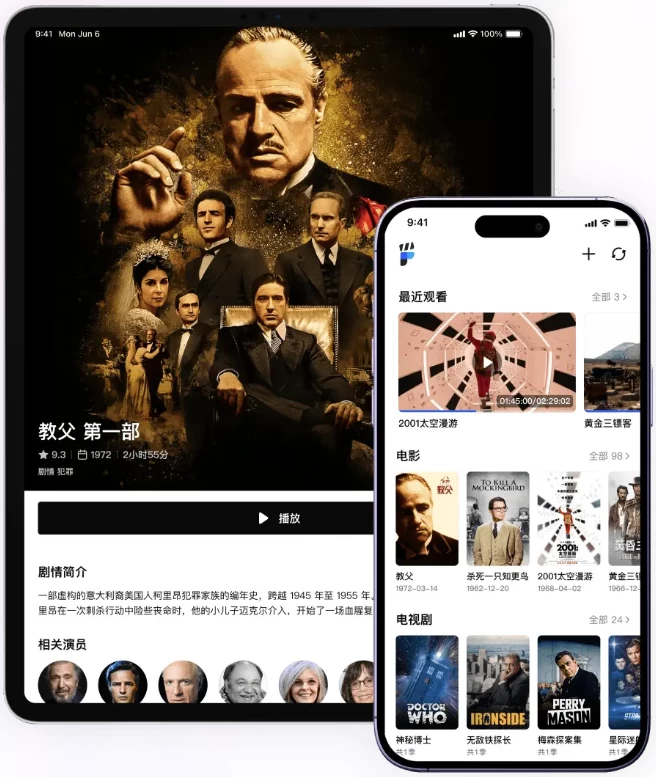 9:41 Mon Jun 6
100%
教父 第一部
9.3 1972 2小时55分
剧情 犯罪
播放
剧情简介
一部虚构的意大利裔美国人柯里昂犯罪家族的编年史，跨越 1945 年至 1955 年。
里昂在一次刺杀行动中险些丧命时，他的小儿子迈克尔介入，开始了一场血腥复
相关演员
9:41
最近观看
全部 3
01:45:00/02:29:02
2001太空漫游
黄金三镖客
电影
全部 98
教父
TO KILL A
MOCKINGBIRD
2001:
黄昏三
教父
杀死一只知更鸟
2001太空漫游
1972-03-14
1962-12-20
1968-04-02
1966-12-
电视剧
全部 24
DOCTOR
WHO
IRONSIDE
PERRY
MASON
神秘博士
无敌铁探长
梅森探案集
星际迷
共1季
共1季
共1季
共1季